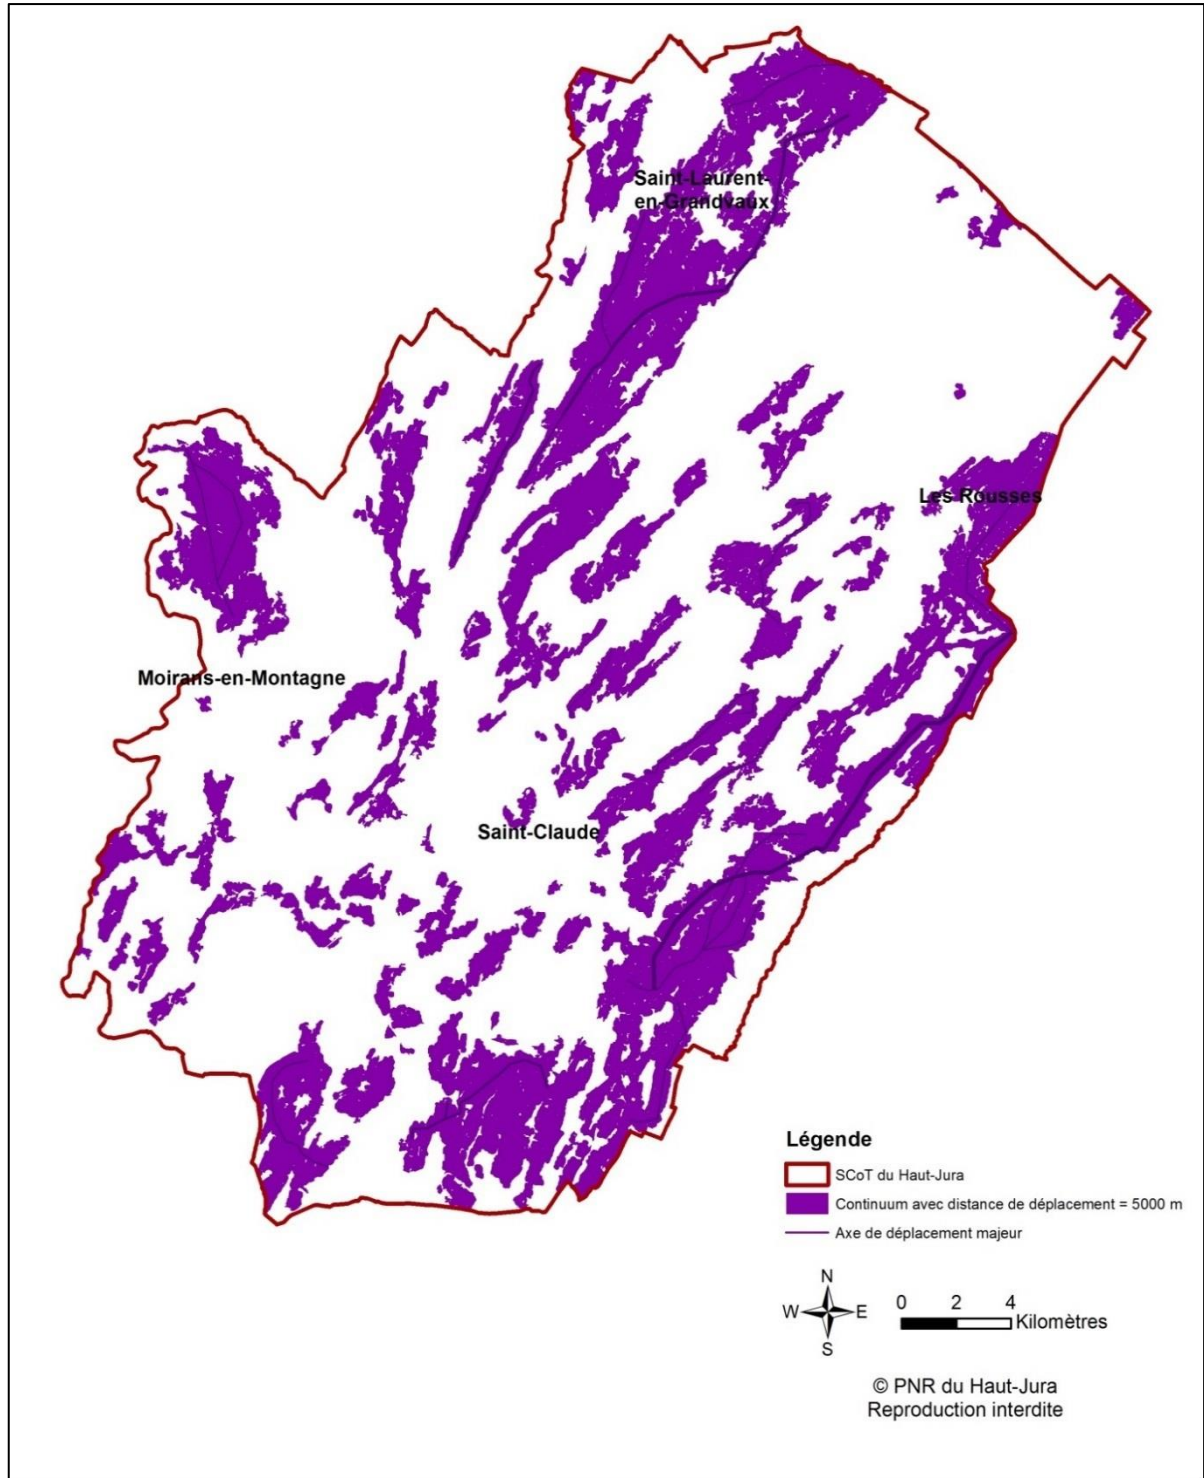 Saint-Laurent-
en-Grandvaux
Les Rousses
Moirans-en-Montagne
Saint-Claude
Légende
SCoT du Haut-Jura
Continuum avec distance de déplacement = 5000 m
Axe de déplacement majeur
N
W E
S
0 2 4
Kilomètres
© PNR du Haut-Jura
Reproduction interdite